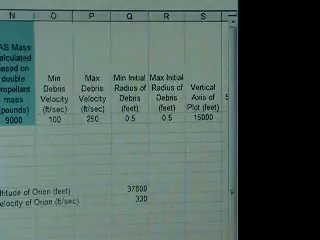 N O P Q R S
AS Mass
alculated
ased on
double
ropellant
mass
pounds)
Min
Debris
Velocity
(ft/sec)
Max
Debris
Velocity
(ft/sec)
Min Initial
Radius of
Debris
(feet)
Max Initial
Radius of
Debris
(feet)
Vertical
Axis of
Plot (feet)
9000 100 250 0.5 0.5 15000
ltitude of Orion (feet) 37800
elocity of Orion (ft/sec) 330